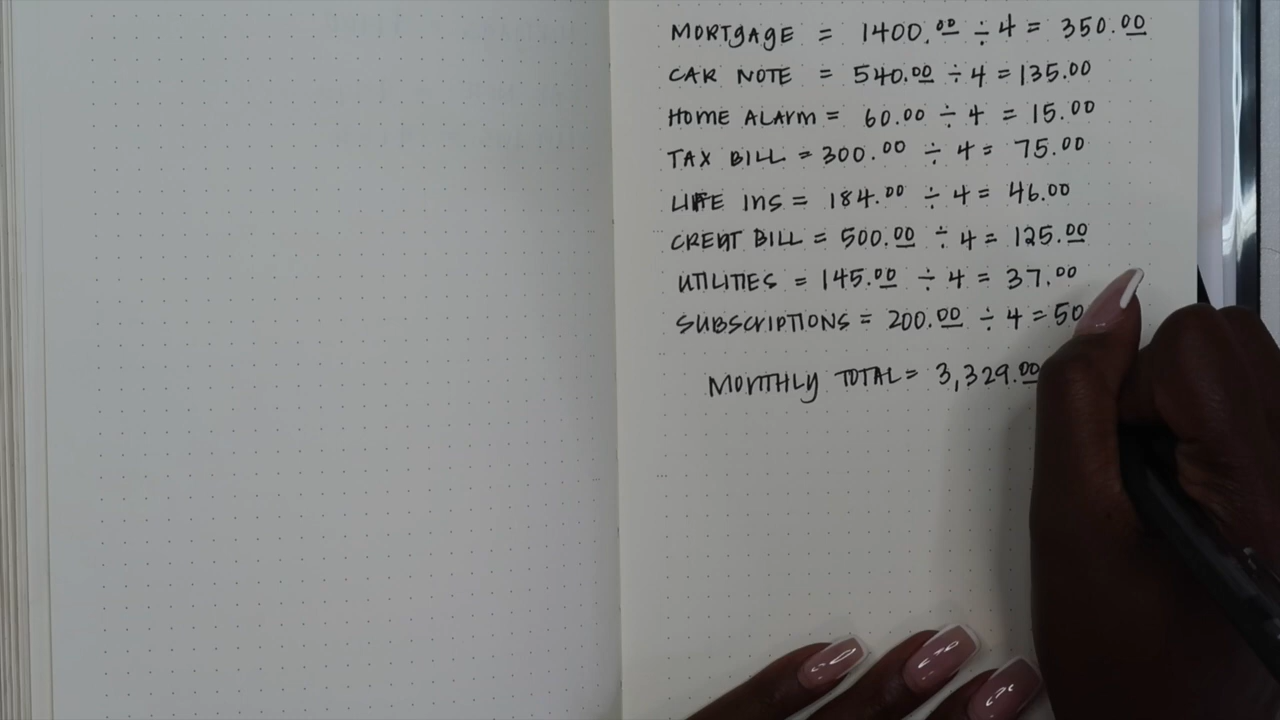 MORTGAGE = 1400.00 ÷ 4 = 350.00
CAR NOTE = 540.00 ÷ 4 = 135.00
HOME ALARM = 60.00 ÷ 4 = 15.00
TAX BILL = 300.00 ÷ 4 = 75.00
LIFE INS = 184.00 ÷ 4 = 46.00
CREDIT BILL = 500.00 ÷ 4 = 125.00
UTILITIES = 145.00 ÷ 4 = 37.00
SUBSCRIPTIONS = 200.00 ÷ 4 = 50
MONTHLY TOTAL = 3,329.00